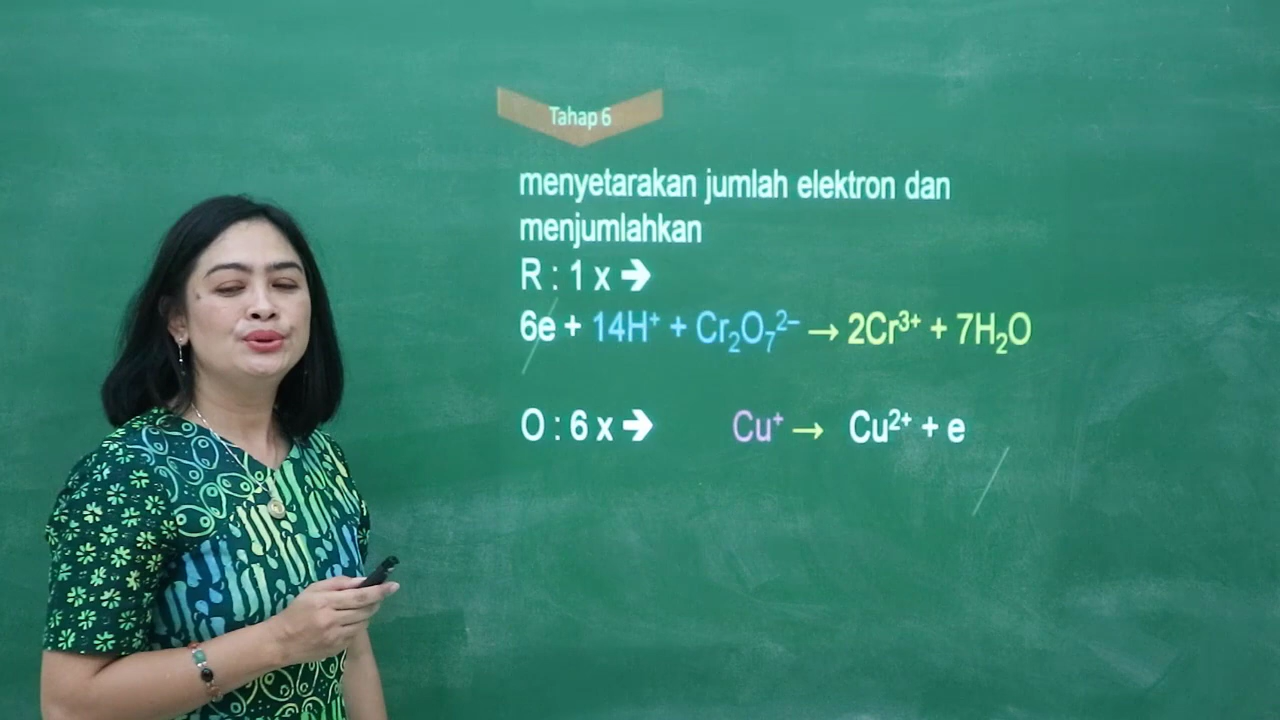 Tahap 6
menyetarakan jumlah elektron dan
menjumlahkan
R : 1 x ➔
6e + 14H⁺ + Cr₂O₇²⁻ → 2Cr³⁺ + 7H₂O
O : 6 x ➔ Cu⁺ → Cu²⁺ + e